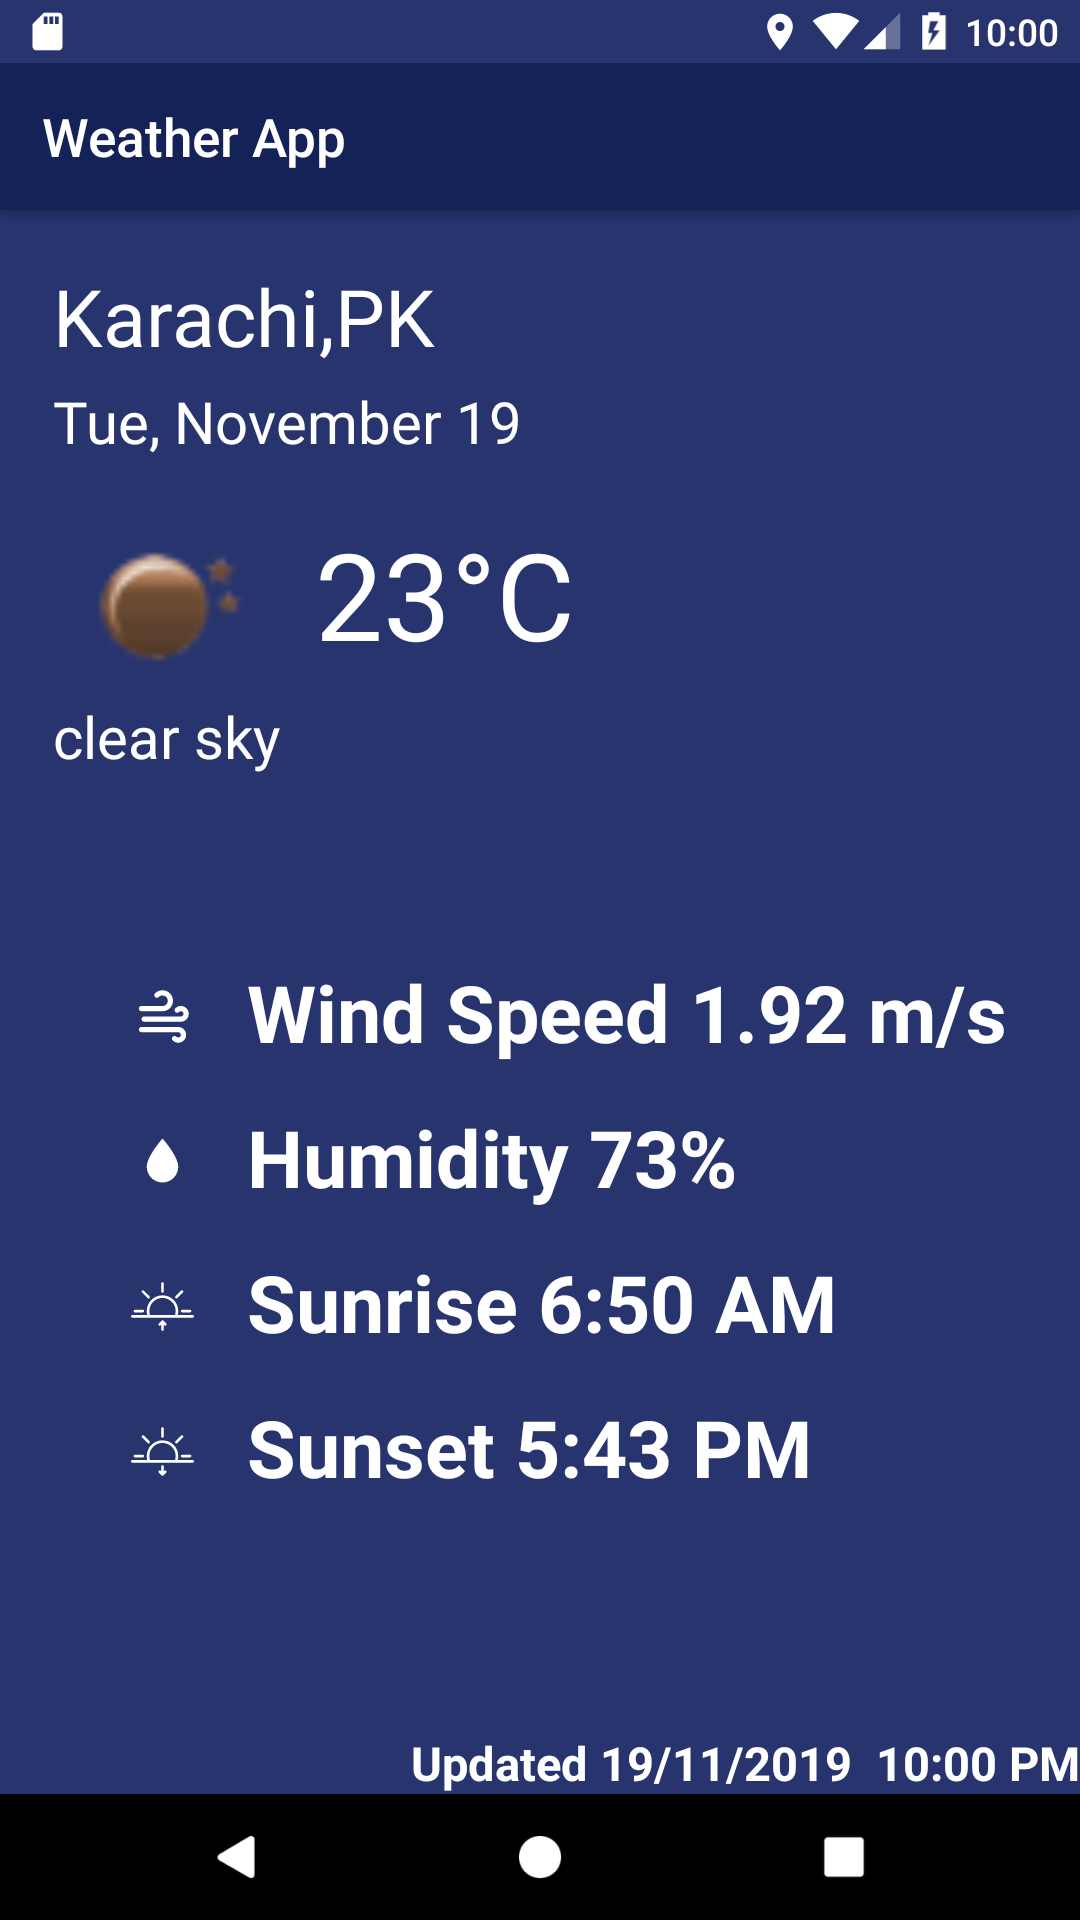 10:00
Weather App
Karachi,PK
Tue, November 19
23°C
clear sky
Wind Speed 1.92 m/s
Humidity 73%
Sunrise 6:50 AM
Sunset 5:43 PM
Updated 19/11/2019 10:00 PM